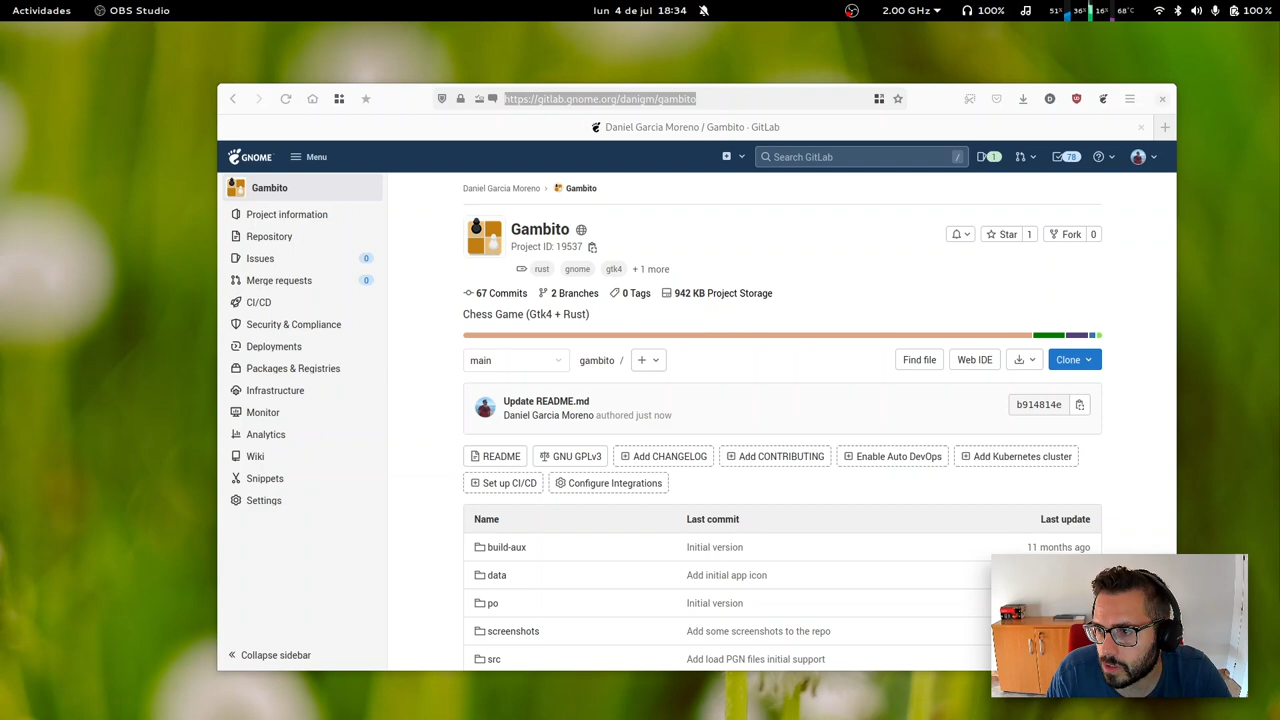 Actividades OBS Studio lun 4 de jul 18:34 2.00 GHz 100% 51% 36% 16% 68°C 100 %
https://gitlab.gnome.org/danigm/gambito
Daniel Garcia Moreno / Gambito · GitLab
GNOME Menu Search GitLab / 1 78
Gambito
Project information
Repository
Issues 0
Merge requests 0
CI/CD
Security & Compliance
Deployments
Packages & Registries
Infrastructure
Monitor
Analytics
Wiki
Snippets
Settings
Collapse sidebar
Daniel Garcia Moreno > Gambito
Gambito
Project ID: 19537
Star 1 Fork 0
rust gnome gtk4 + 1 more
67 Commits 2 Branches 0 Tags 942 KB Project Storage
Chess Game (Gtk4 + Rust)
main gambito / + Find file Web IDE Clone
Update README.md
Daniel Garcia Moreno authored just now
b914814e
README GNU GPLv3 Add CHANGELOG Add CONTRIBUTING Enable Auto DevOps Add Kubernetes cluster
Set up CI/CD Configure Integrations
Name Last commit Last update
build-aux Initial version 11 months ago
data Add initial app icon
po Initial version
screenshots Add some screenshots to the repo
src Add load PGN files initial support